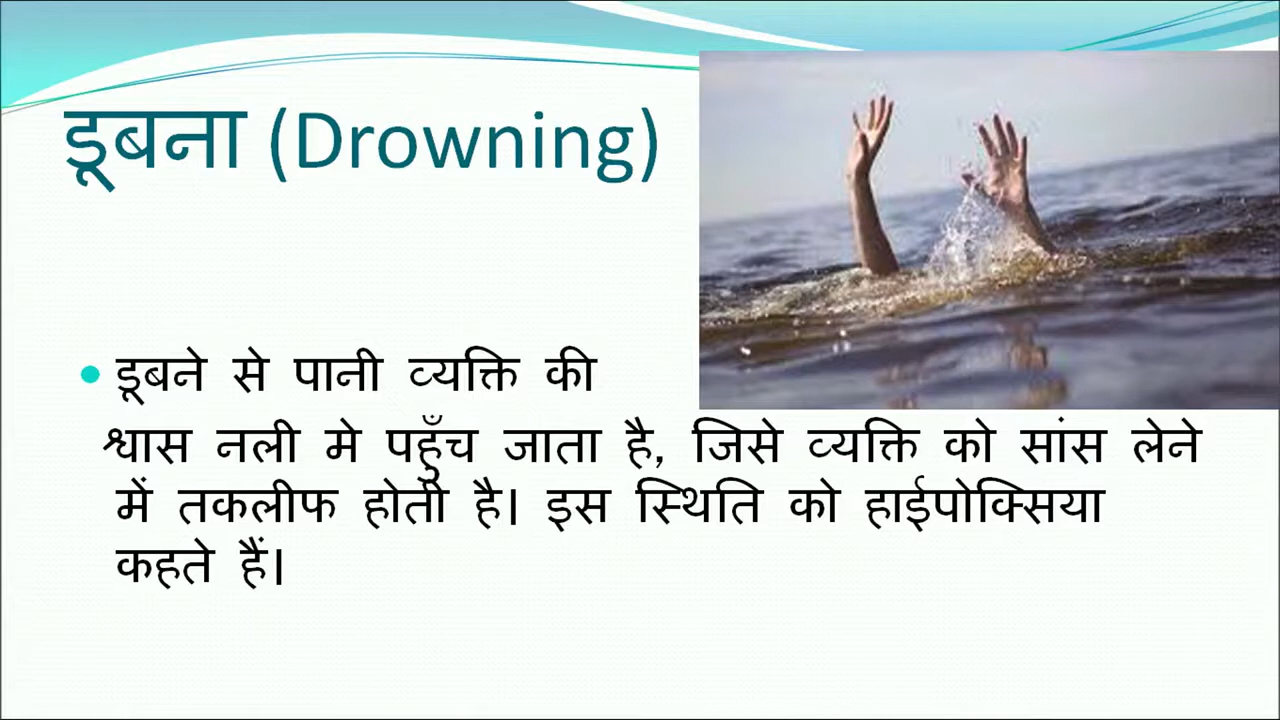 डूबना (Drowning)
• डूबने से पानी व्यक्ति की
श्वास नली मे पहुँच जाता है, जिसे व्यक्ति को सांस लेने
में तकलीफ होती है। इस स्थिति को हाईपोक्सिया
कहते हैं।